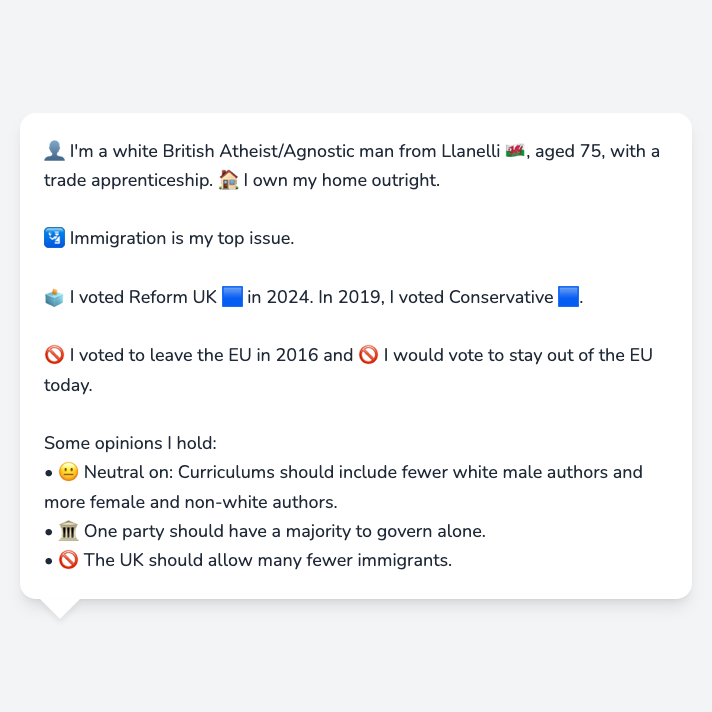 👤 I'm a white British Atheist/Agnostic man from Llanelli 🏴󠁧󠁢󠁷󠁬󠁳󠁿, aged 75, with a
trade apprenticeship. 🏠 I own my home outright.
🛂 Immigration is my top issue.
🗳️ I voted Reform UK 🟦 in 2024. In 2019, I voted Conservative 🟦.
🚫 I voted to leave the EU in 2016 and 🚫 I would vote to stay out of the EU
today.
Some opinions I hold:
• 😐 Neutral on: Curriculums should include fewer white male authors and
more female and non-white authors.
• 🏛️ One party should have a majority to govern alone.
• 🚫 The UK should allow many fewer immigrants.